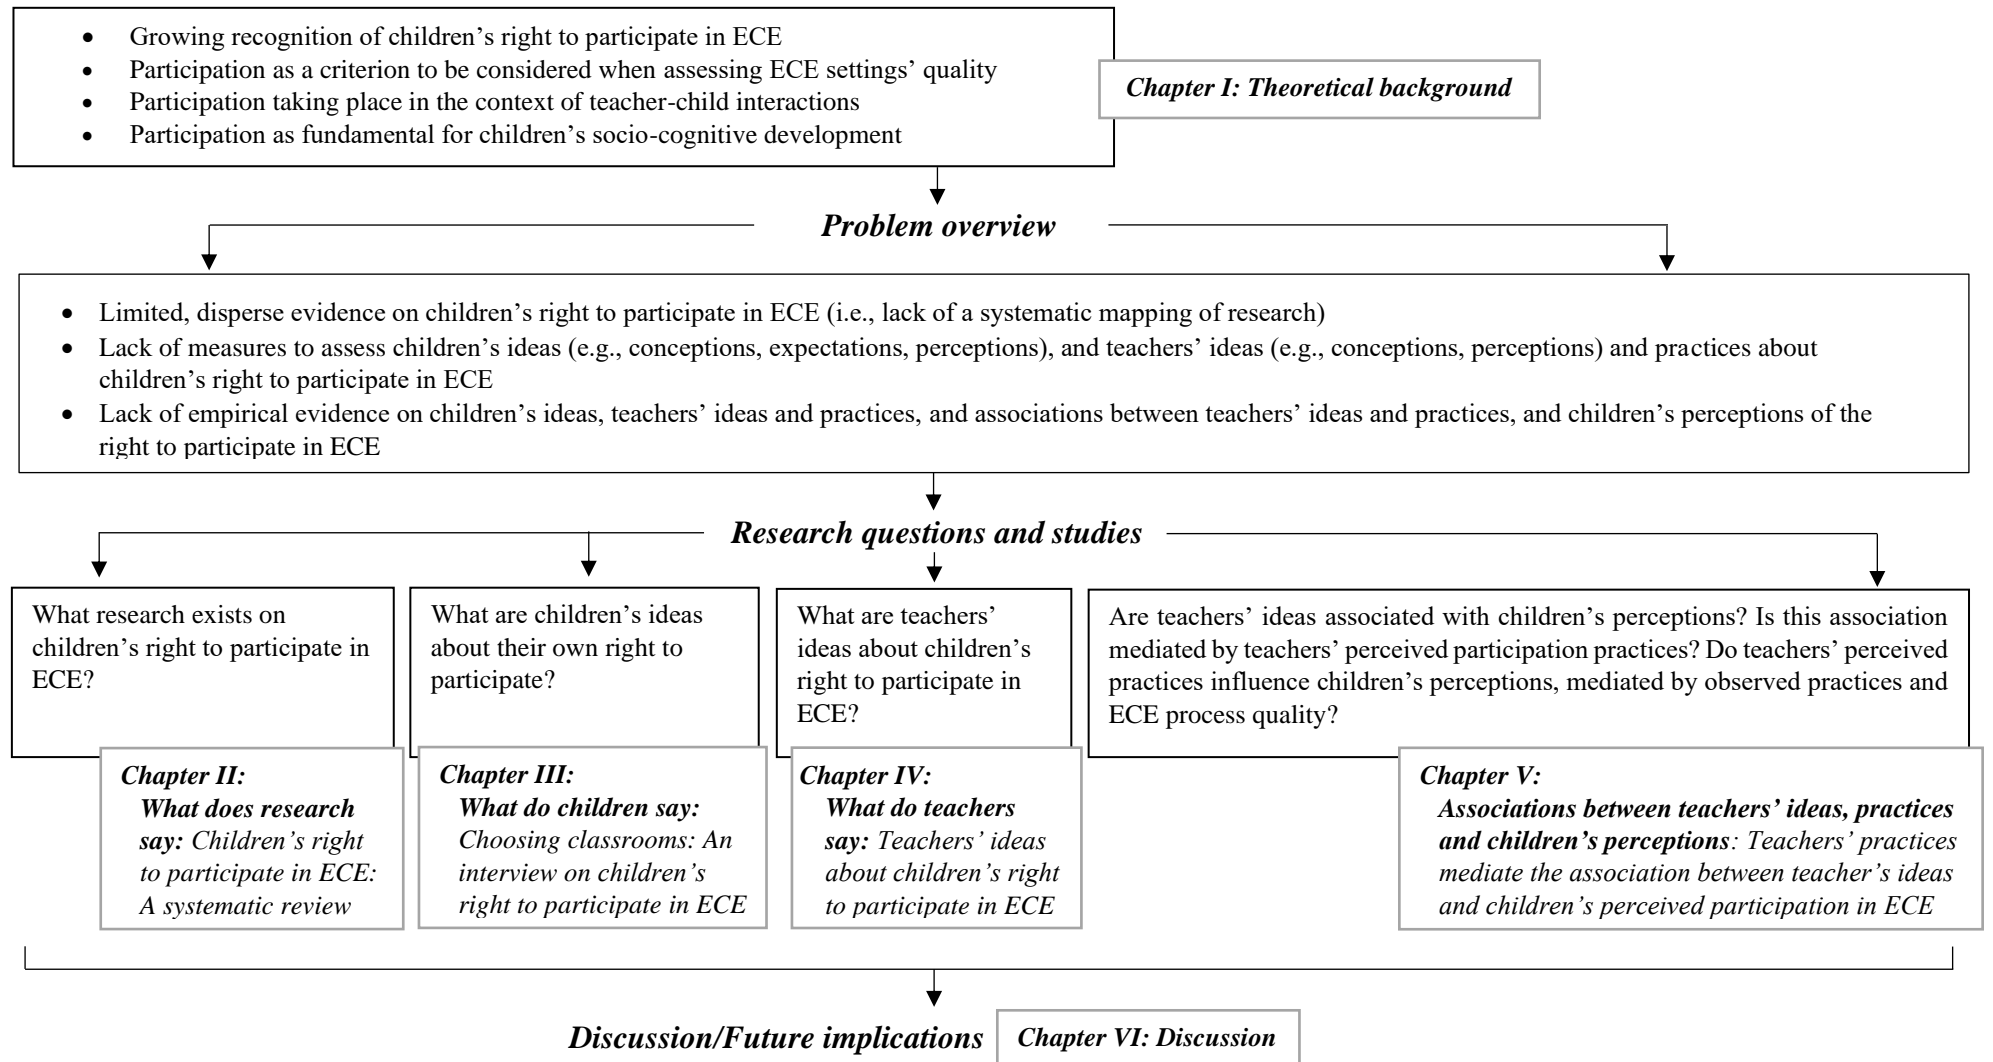 • Growing recognition of children’s right to participate in ECE
• Participation as a criterion to be considered when assessing ECE settings’ quality
• Participation taking place in the context of teacher-child interactions
• Participation as fundamental for children’s socio-cognitive development
Chapter I: Theoretical background
Problem overview
• Limited, disperse evidence on children’s right to participate in ECE (i.e., lack of a systematic mapping of research)
• Lack of measures to assess children’s ideas (e.g., conceptions, expectations, perceptions), and teachers’ ideas (e.g., conceptions, perceptions) and practices about
children’s right to participate in ECE
• Lack of empirical evidence on children’s ideas, teachers’ ideas and practices, and associations between teachers’ ideas and practices, and children’s perceptions of the
right to participate in ECE
Research questions and studies
What research exists on
children’s right to participate in
ECE?
Chapter II:
What does research
say: Children’s right
to participate in ECE:
A systematic review
What are children’s ideas
about their own right to
participate?
Chapter III:
What do children say:
Choosing classrooms: An
interview on children’s
right to participate in ECE
What are teachers’
ideas about children’s
right to participate in
ECE?
Chapter IV:
What do teachers
say: Teachers’ ideas
about children’s right
to participate in ECE
Are teachers’ ideas associated with children’s perceptions? Is this association
mediated by teachers’ perceived participation practices? Do teachers’ perceived
practices influence children’s perceptions, mediated by observed practices and
ECE process quality?
Chapter V:
Associations between teachers’ ideas, practices
and children’s perceptions: Teachers’ practices
mediate the association between teacher’s ideas
and children’s perceived participation in ECE
Discussion/Future implications
Chapter VI: Discussion